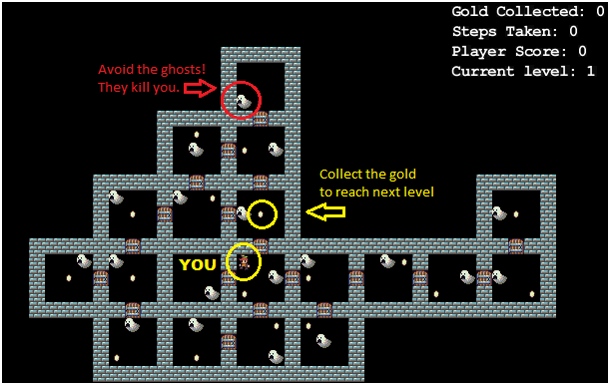 Gold Collected: 0
Steps Taken: 0
Player Score: 0
Current level: 1
Avoid the ghosts!
They kill you.
Collect the gold
to reach next level
YOU